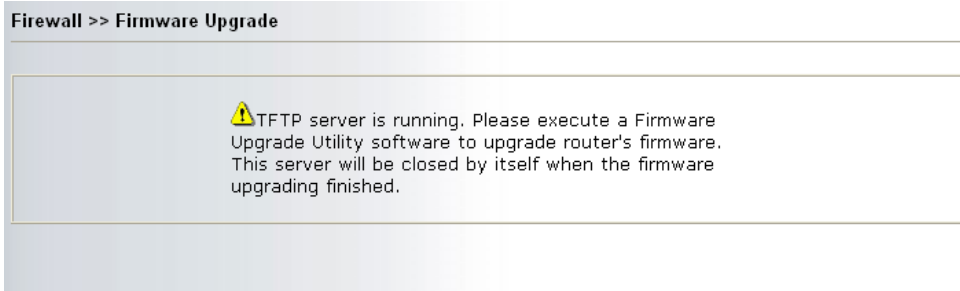 Firewall >> Firmware Upgrade
TFTP server is running. Please execute a Firmware
Upgrade Utility software to upgrade router's firmware.
This server will be closed by itself when the firmware
upgrading finished.